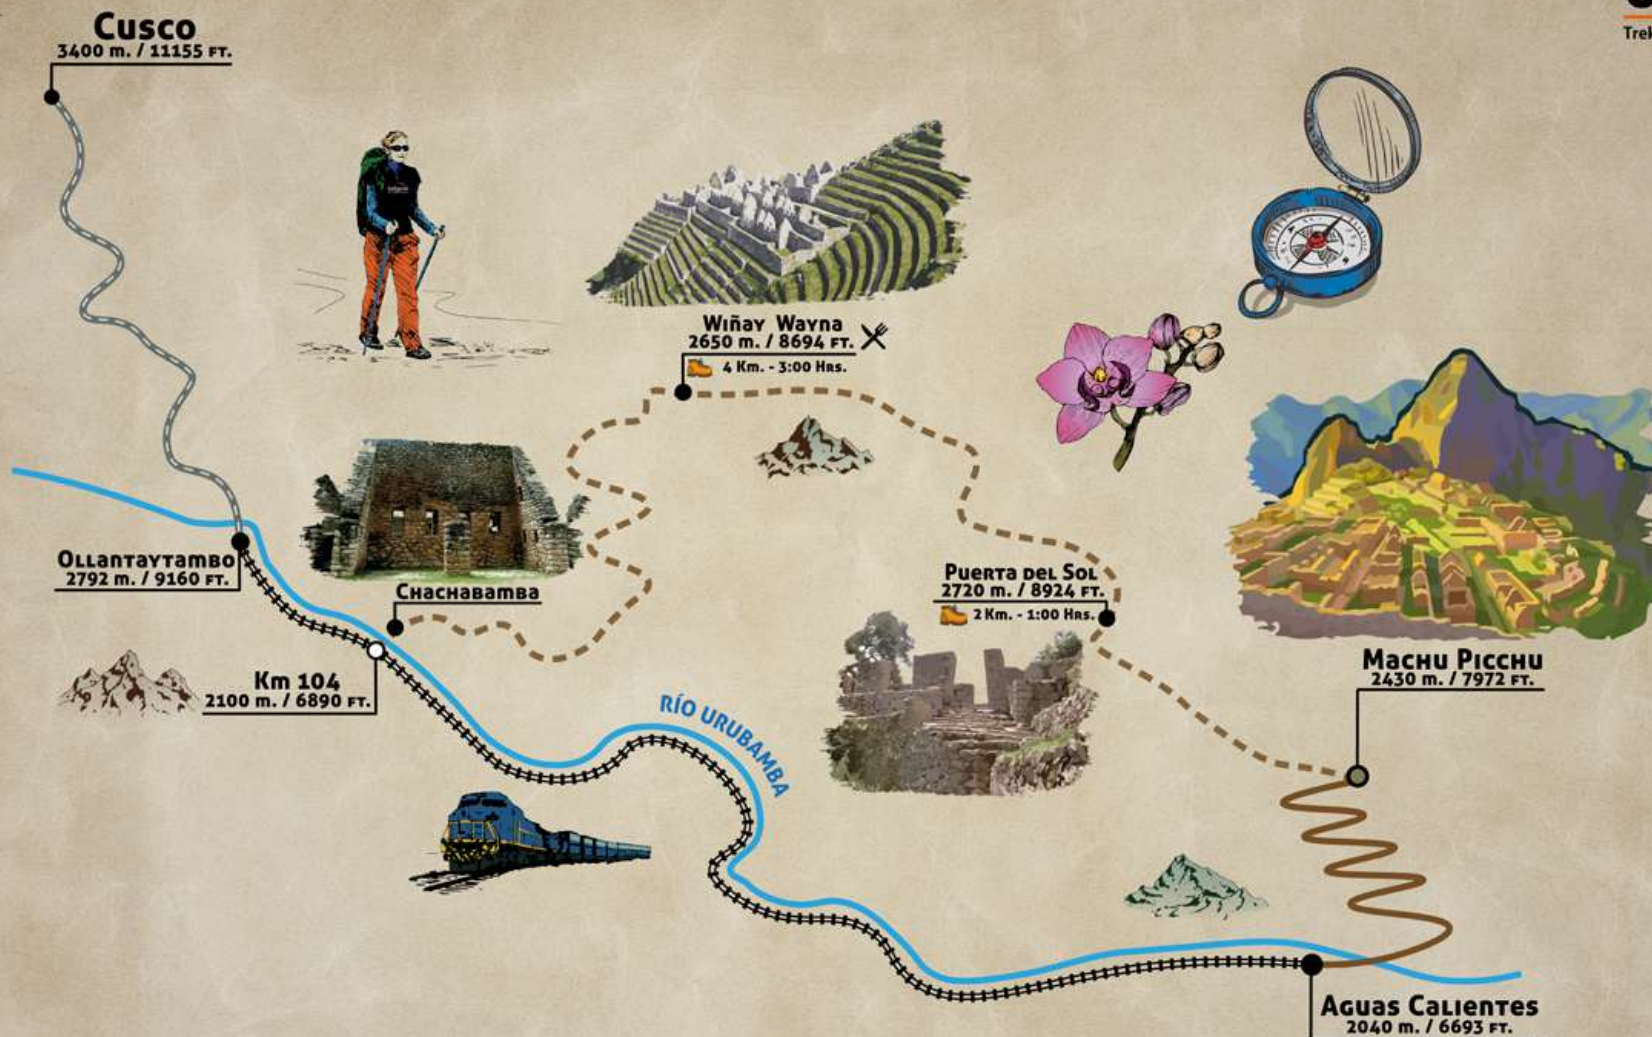 Cusco
3400 m. / 11155 FT.
Trek
Wiñay Wayna
2650 m. / 8694 FT.
4 Km. - 3:00 Hrs.
Ollantaytambo
2792 m. / 9160 FT.
Chachabamba
Puerta del Sol
2720 m. / 8924 FT.
2 Km. - 1:00 Hrs.
Km 104
2100 m. / 6890 FT.
Machu Picchu
2430 m. / 7972 FT.
RÍO URUBAMBA
Aguas Calientes
2040 m. / 6693 FT.